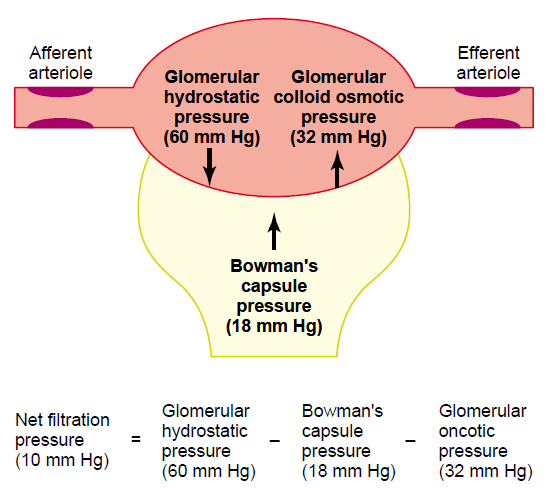 Afferent
arteriole
Efferent
arteriole
Glomerular
hydrostatic
pressure
(60 mm Hg)
Glomerular
colloid osmotic
pressure
(32 mm Hg)
Bowman's
capsule
pressure
(18 mm Hg)
Net filtration
pressure
(10 mm Hg)
=
Glomerular
hydrostatic
pressure
(60 mm Hg)
–
Bowman's
capsule
pressure
(18 mm Hg)
–
Glomerular
oncotic
pressure
(32 mm Hg)